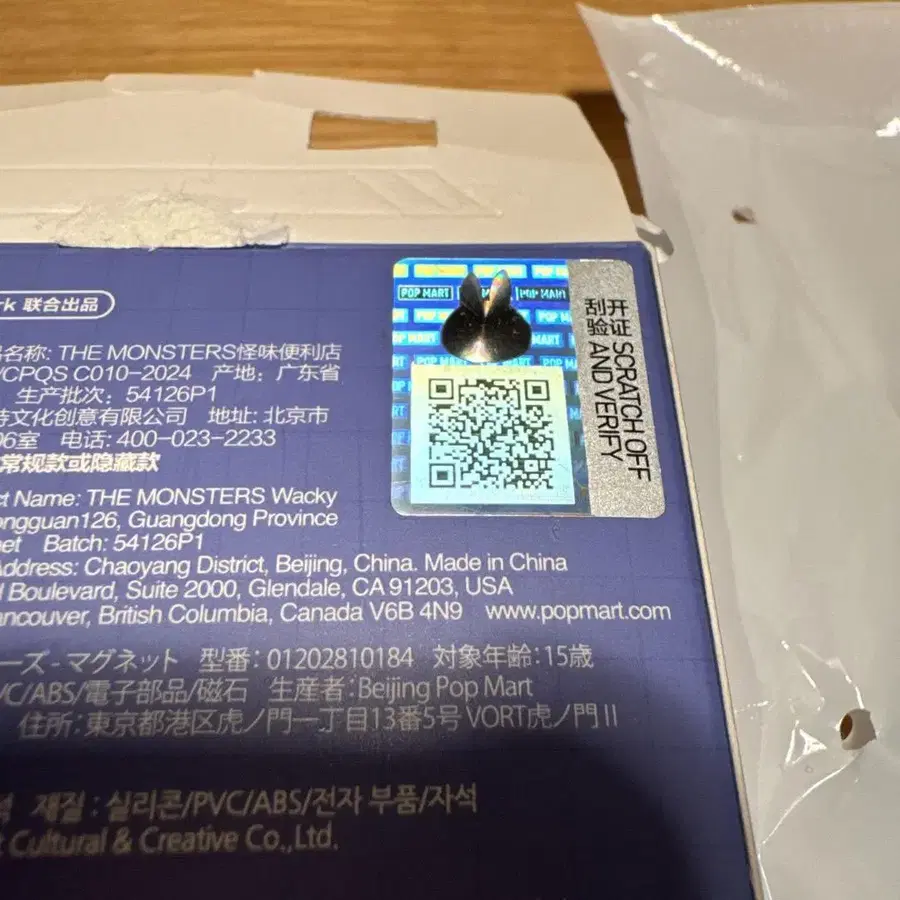 rk 联合出品
名称: THE MONSTERS怪味便利店
/CPQS C010-2024 产地: 广东省
生产批次: 54126P1
特文化创意有限公司 地址: 北京市
06室 电话: 400-023-2233
常规款或隐藏款
ct Name: THE MONSTERS Wacky
ongguan126, Guangdong Province
et Batch: 54126P1
Address: Chaoyang District, Beijing, China. Made in China
d Boulevard, Suite 2000, Glendale, CA 91203, USA
ancouver, British Columbia, Canada V6B 4N9 www.popmart.com
ーズ-マグネット 型番:01202810184 対象年齢:15歳
VC/ABS/電子部品/磁石 生産者:Beijing Pop Mart
住所:東京都港区虎ノ門一丁目13番5号 VORT虎ノ門II
재질 : 실리콘/PVC/ABS/전자 부품/자석
t Cultural & Creative Co.,Ltd.
POP MART
刮开
验证
SCRATCH OFF
AND VERIFY